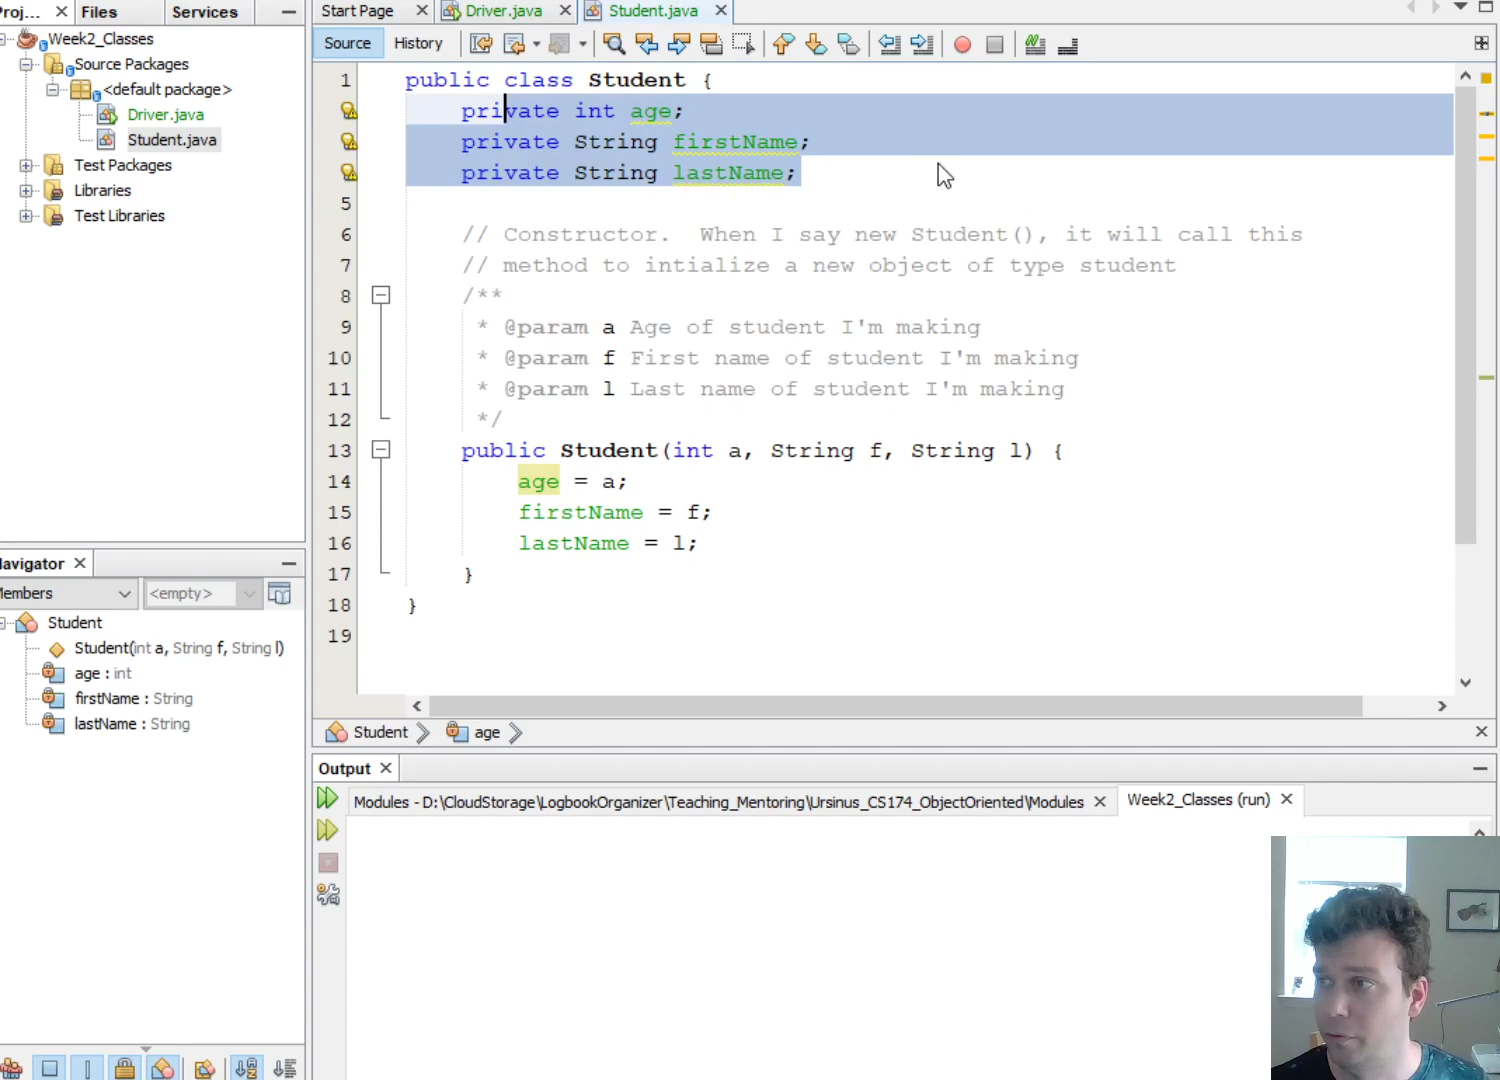 Proj...
Files
Services
Start Page
Driver.java
Student.java
Week2_Classes
Source Packages
<default package>
Driver.java
Student.java
Test Packages
Libraries
Test Libraries
Source
History
1 public class Student {
private int age;
private String firstName;
private String lastName;
5
6 // Constructor.  When I say new Student(), it will call this
7 // method to intialize a new object of type student
8 /**
9 * @param a Age of student I'm making
10 * @param f First name of student I'm making
11 * @param l Last name of student I'm making
12 */
13 public Student(int a, String f, String l) {
14 age = a;
15 firstName = f;
16 lastName = l;
17 }
18 }
19
Navigator
Members
<empty>
Student
Student(int a, String f, String l)
age : int
firstName : String
lastName : String
Student
age
Output
Modules - D:\CloudStorage\LogbookOrganizer\Teaching_Mentoring\Ursinus_CS174_ObjectOriented\Modules
Week2_Classes (run)